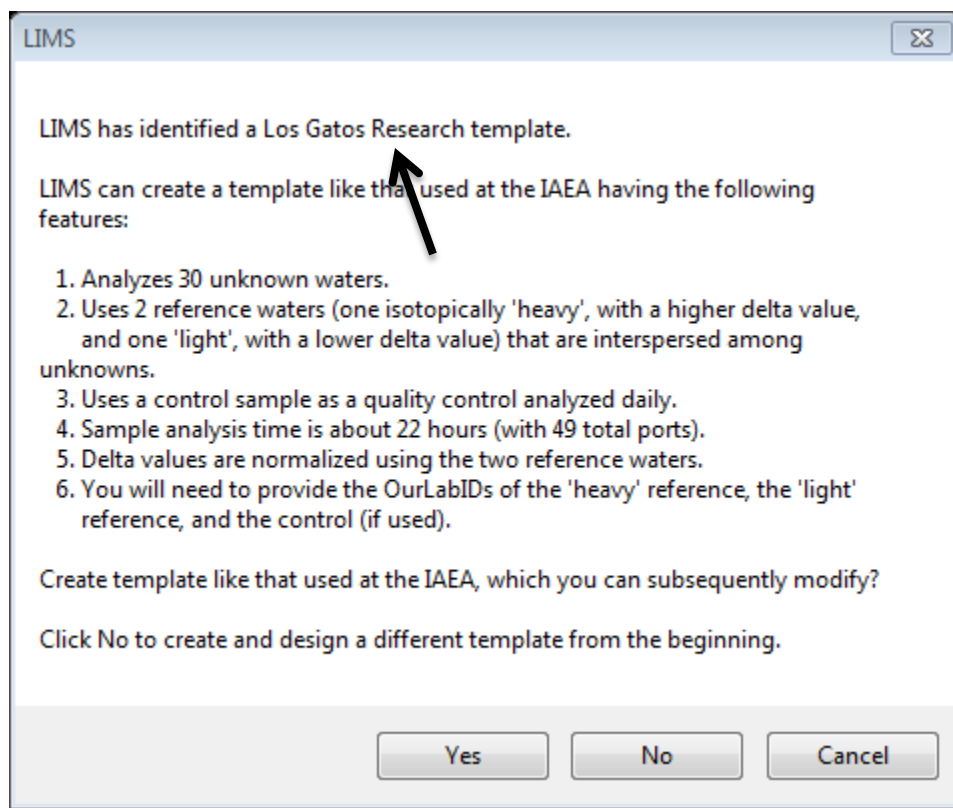 LIMS
LIMS has identified a Los Gatos Research template.
LIMS can create a template like that used at the IAEA having the following
features:
1. Analyzes 30 unknown waters.
2. Uses 2 reference waters (one isotopically 'heavy', with a higher delta value,
and one 'light', with a lower delta value) that are interspersed among
unknowns.
3. Uses a control sample as a quality control analyzed daily.
4. Sample analysis time is about 22 hours (with 49 total ports).
5. Delta values are normalized using the two reference waters.
6. You will need to provide the OurLabIDs of the 'heavy' reference, the 'light'
reference, and the control (if used).
Create template like that used at the IAEA, which you can subsequently modify?
Click No to create and design a different template from the beginning.
Yes No Cancel